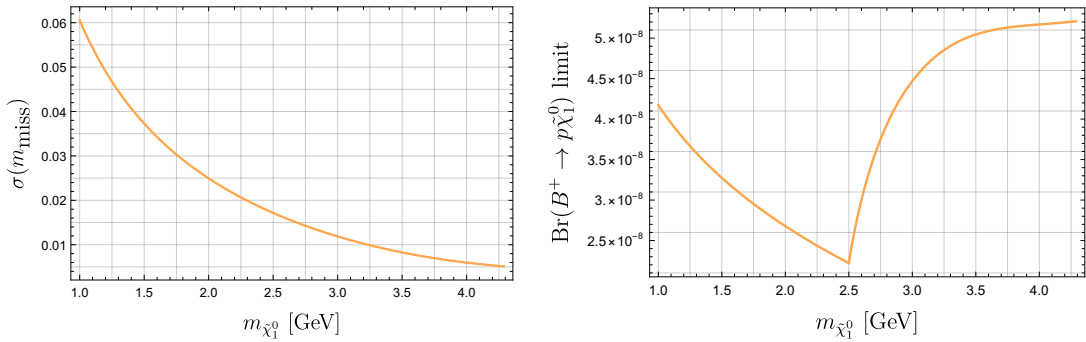 σ(m_miss)
0.06
0.05
0.04
0.03
0.02
0.01
1.0 1.5 2.0 2.5 3.0 3.5 4.0
m_χ̃₁⁰ [GeV]
Br(B⁺ → pχ̃₁⁰) limit
5.×10⁻⁸
4.5×10⁻⁸
4.×10⁻⁸
3.5×10⁻⁸
3.×10⁻⁸
2.5×10⁻⁸
1.0 1.5 2.0 2.5 3.0 3.5 4.0
m_χ̃₁⁰ [GeV]